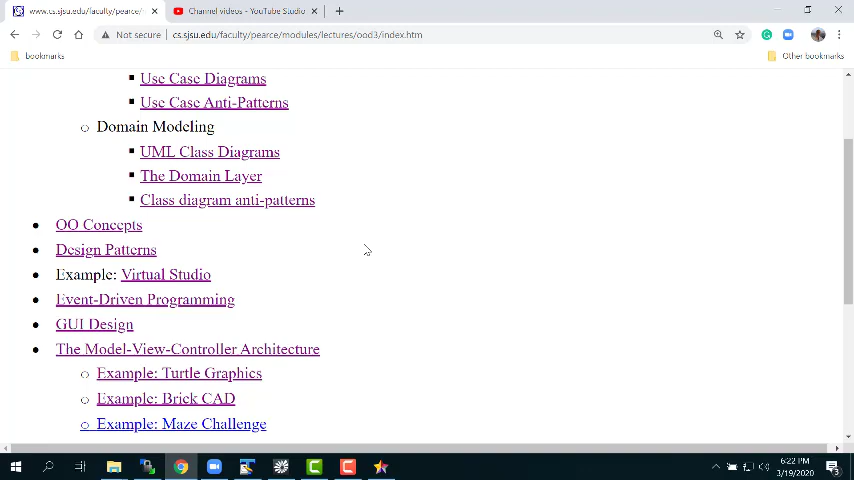 www.cs.sjsu.edu/faculty/pearce/
Channel videos - YouTube Studio
Not secure
cs.sjsu.edu/faculty/pearce/modules/lectures/ood3/index.htm
bookmarks
Other bookmarks
Use Case Diagrams
Use Case Anti-Patterns
Domain Modeling
UML Class Diagrams
The Domain Layer
Class diagram anti-patterns
OO Concepts
Design Patterns
Example: Virtual Studio
Event-Driven Programming
GUI Design
The Model-View-Controller Architecture
Example: Turtle Graphics
Example: Brick CAD
Example: Maze Challenge
6:22 PM
3/19/2020